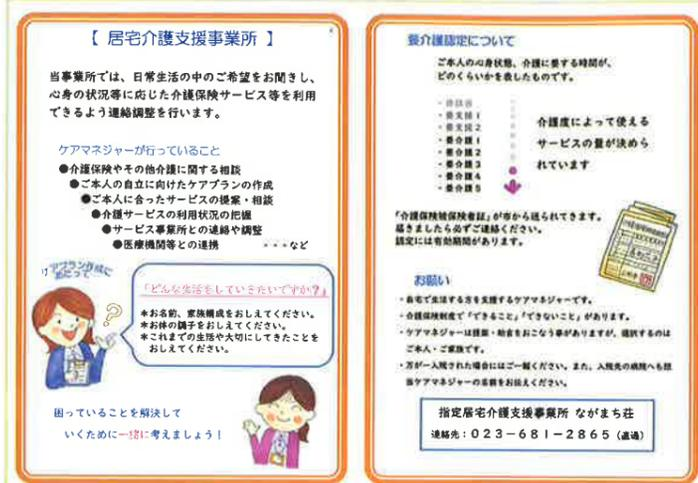 【 居宅介護支援事業所 】
当事業所では、日常生活の中のご希望をお聞きし、
心身の状況等に応じた介護保険サービス等を利用
できるよう連絡調整を行います。
ケアマネジャーが行っていること
●介護保険やその他介護に関する相談
●ご本人の自立に向けたケアプランの作成
●ご本人に合ったサービスの提案・相談
●介護サービスの利用状況の把握
●サービス事業所との連絡や調整
●医療機関等との連携 ・・・など
ケアプラン作成に
あたって
「どんな生活をしていきたいですか?」
*お名前、家族構成をおしえてください。
*お体の調子をおしえてください。
*これまでの生活や大切にしてきたことを
おしえてください。
困っていることを解決して
いくために一緒に考えましょう!
要介護認定について
ご本人の心身状態、介護に要する時間が、
どのくらいかを表したものです。
・要支援1
・要支援2
・要介護1
・要介護2
・要介護3
・要介護4
・要介護5
介護度によって使える
サービスの量が決めら
れています
「介護保険被保険者証」が市から送られてきます。
届きましたら必ずご連絡ください。
認定には有効期間があります。
お願い
・自宅で生活する方を支援するケアマネジャーです。
・介護保険制度で「できること」「できないこと」があります。
・ケアマネジャーは提案・助言をおこなう事がありますが、選択するのは
ご本人・ご家族です。
・万が一入院された場合にはご一報ください。また、入院先の病院へも担
当ケアマネジャーの名前をお伝えください。
指定居宅介護支援事業所 ながまち荘
連絡先:023-681-2865(直通)